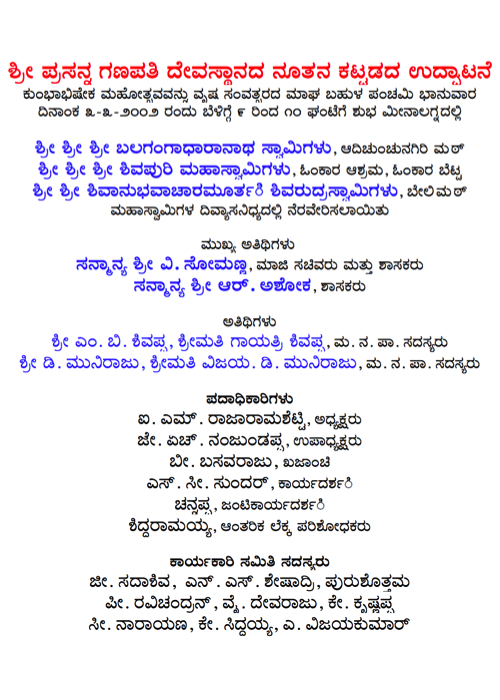 ಶ್ರೀ ಪ್ರಸನ್ನ ಗಣಪತಿ ದೇವಸ್ಥಾನದ ನೂತನ ಕಟ್ಟಡದ ಉದ್ಘಾಟನೆ
ಕುಂಭಾಭಿಷೇಕ ಮಹೋತ್ಸವವನ್ನು ವೃಷ ಸಂವತ್ಸರದ ಮಾಘ ಬಹುಳ ಪಂಚಮಿ ಭಾನುವಾರ
ದಿನಾಂಕ ೩-೩-೨೦೦೨ ರಂದು ಬೆಳಿಗ್ಗೆ ೯ ರಿಂದ ೧೦ ಘಂಟೆಗೆ ಶುಭ ಮೀನಾಲಗ್ನದಲ್ಲಿ
ಶ್ರೀ ಶ್ರೀ ಶ್ರೀ ಬಲಗಂಗಾಧಾರಾನಾಥ ಸ್ವಾಮಿಗಳು, ಆದಿಚುಂಚುನಗಿರಿ ಮಠ್
ಶ್ರೀ ಶ್ರೀ ಶ್ರೀ ಶಿವಪುರಿ ಮಹಾಸ್ವಾಮಿಗಳು, ಓಂಕಾರ ಆಶ್ರಮ, ಓಂಕಾರ ಬೆಟ್ಟ
ಶ್ರೀ ಶ್ರೀ ಶಿವಾನುಭವಾಚಾರಮೂರ್ತಿ ಶಿವರುದ್ರಸ್ವಾಮಿಗಳು, ಬೇಲಿಮಠ್
ಮಹಾಸ್ವಾಮಿಗಳ ದಿವ್ಯಾಸನಿಧ್ಯದಲ್ಲಿ ನೆರವೇರಿಸಲಾಯಿತು
ಮುಖ್ಯ ಅತಿಥಿಗಳು
ಸನ್ಮಾನ್ಯ ಶ್ರೀ ವಿ. ಸೋಮಣ್ಣ, ಮಾಜಿ ಸಚಿವರು ಮತ್ತು ಶಾಸಕರು
ಸನ್ಮಾನ್ಯ ಶ್ರೀ ಆರ್. ಅಶೋಕ, ಶಾಸಕರು
ಅತಿಥಿಗಳು
ಶ್ರೀ ಎಂ. ಬಿ. ಶಿವಪ್ಪ, ಶ್ರೀಮತಿ ಗಾಯತ್ರಿ ಶಿವಪ್ಪ, ಮ. ನ. ಪಾ. ಸದಸ್ಯರು
ಶ್ರೀ ಡಿ. ಮುನಿರಾಜು, ಶ್ರೀಮತಿ ವಿಜಯ. ಡಿ. ಮುನಿರಾಜು, ಮ. ನ. ಪಾ. ಸದಸ್ಯರು
ಪದಾಧಿಕಾರಿಗಳು
ಐ. ಎಮ್. ರಾಜಾರಾಮಶೆಟ್ಟಿ, ಅಧ್ಯಕ್ಷರು
ಜೇ. ಏಚ್. ನಂಜುಂಡಪ್ಪ, ಉಪಾಧ್ಯಕ್ಷರು
ಬೀ. ಬಸವರಾಜು, ಖಜಾಂಚಿ
ಎಸ್. ಸೀ. ಸುಂದರ್, ಕಾರ್ಯದರ್ಶಿ
ಚನ್ನಪ್ಪ, ಜಂಟಿಕಾರ್ಯದರ್ಶಿ
ಶಿದ್ದರಾಮಯ್ಯ, ಆಂತರಿಕ ಲೆಕ್ಕ ಪರಿಶೋಧಕರು
ಕಾರ್ಯಕಾರಿ ಸಮಿತಿ ಸದಸ್ಯರು
ಜೀ. ಸದಾಶಿವ, ಎನ್. ಎಸ್. ಶೇಷಾದ್ರಿ, ಪುರುಶೊತ್ತಮ
ಪೀ. ರವಿಚಂದ್ರನ್, ವೈ. ದೇವರಾಜು, ಕೇ. ಕೃಷ್ಣಪ್ಪ
ಸೀ. ನಾರಾಯಣ, ಕೇ. ಸಿದ್ದಯ್ಯ, ಎ. ವಿಜಯಕುಮಾರ್